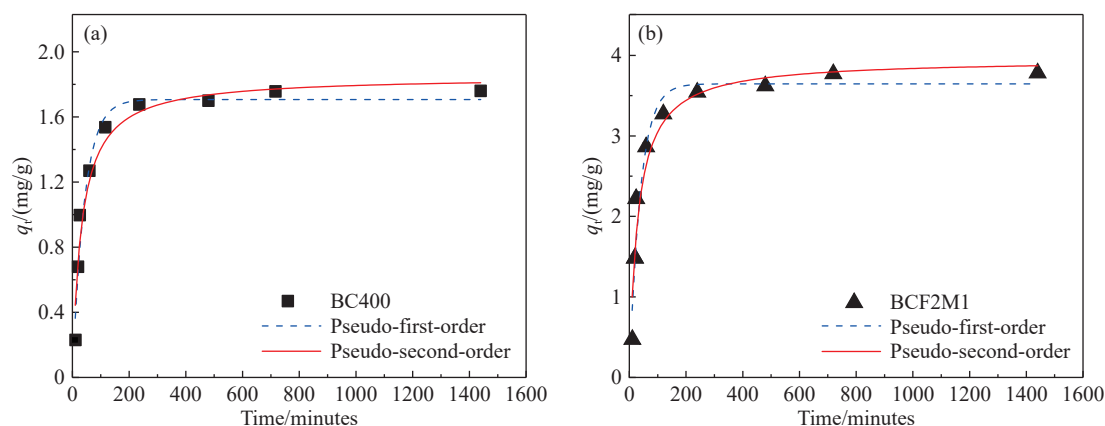 (a)
2.0
1.6
1.2
0.8
0.4
0
qt/(mg/g)
BC400
Pseudo-first-order
Pseudo-second-order
0 200 400 600 800 1000 1200 1400 1600
Time/minutes
(b)
4
3
2
1
0
qt/(mg/g)
BCF2M1
Pseudo-first-order
Pseudo-second-order
0 200 400 600 800 1000 1200 1400 1600
Time/minutes